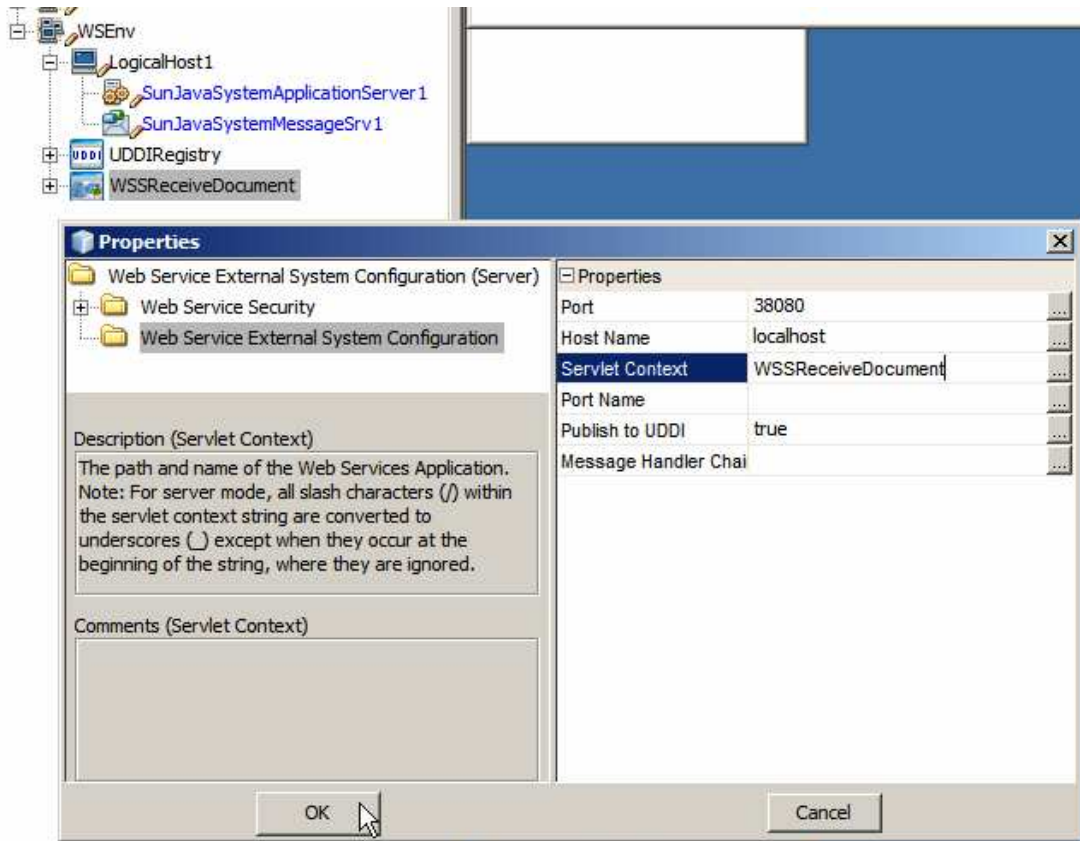 WSEnv
LogicalHost1
SunJavaSystemApplicationServer1
SunJavaSystemMessageSrv1
UDDI UDDIRegistry
WSSReceiveDocument
Properties
Web Service External System Configuration (Server)
Web Service Security
Web Service External System Configuration
Properties
Port 38080 ...
Host Name localhost ...
Servlet Context WSSReceiveDocument ...
Port Name ...
Publish to UDDI true ...
Message Handler Chai ...
Description (Servlet Context)
The path and name of the Web Services Application.
Note: For server mode, all slash characters (/) within
the servlet context string are converted to
underscores (_) except when they occur at the
beginning of the string, where they are ignored.
Comments (Servlet Context)
OK Cancel